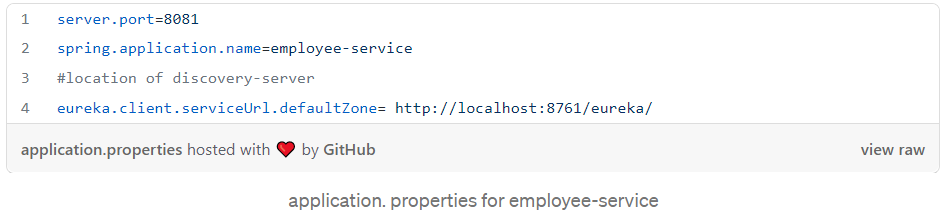 1 server.port=8081
2 spring.application.name=employee-service
3 #location of discovery-server
4 eureka.client.serviceUrl.defaultZone= http://localhost:8761/eureka/
application.properties hosted with ❤ by GitHub view raw
application. properties for employee-service